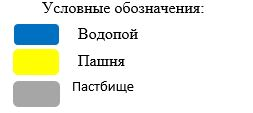 Условные обозначения:
Водопой
Пашня
Пастбище